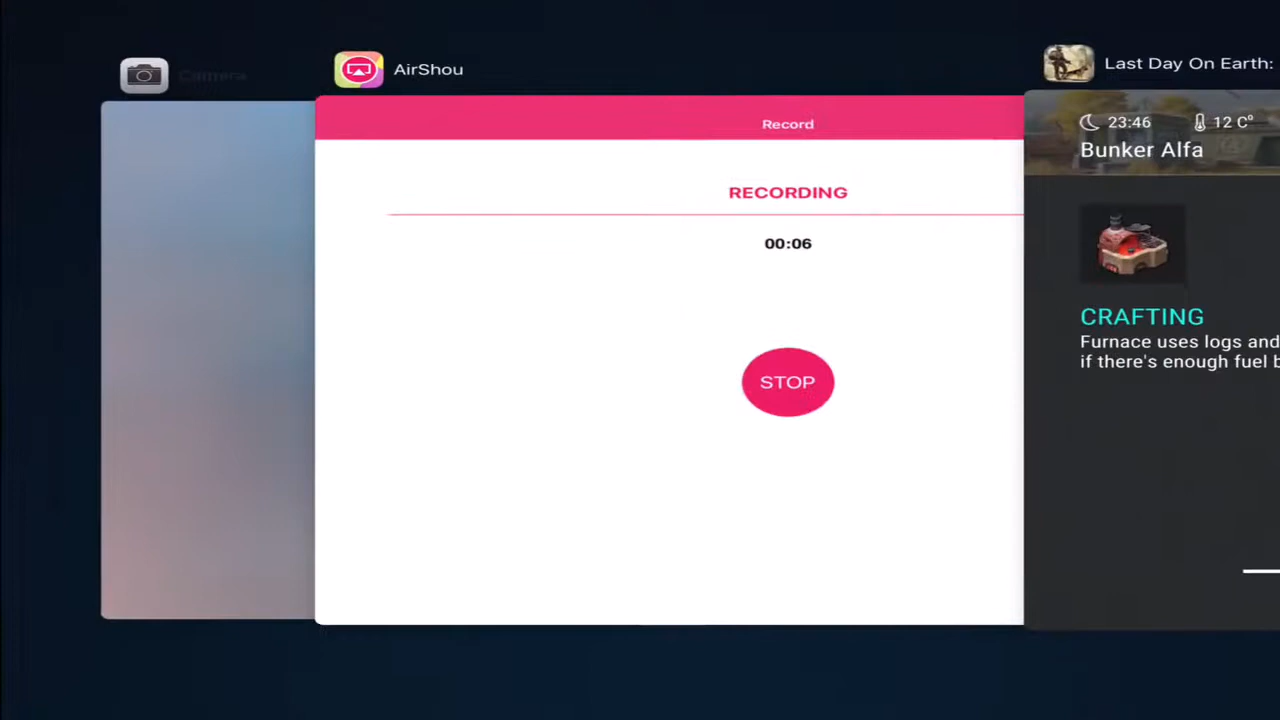 Camera
AirShou
Record
RECORDING
00:06
STOP
Last Day On Earth:
23:46
12 C°
Bunker Alfa
CRAFTING
Furnace uses logs and
if there's enough fuel